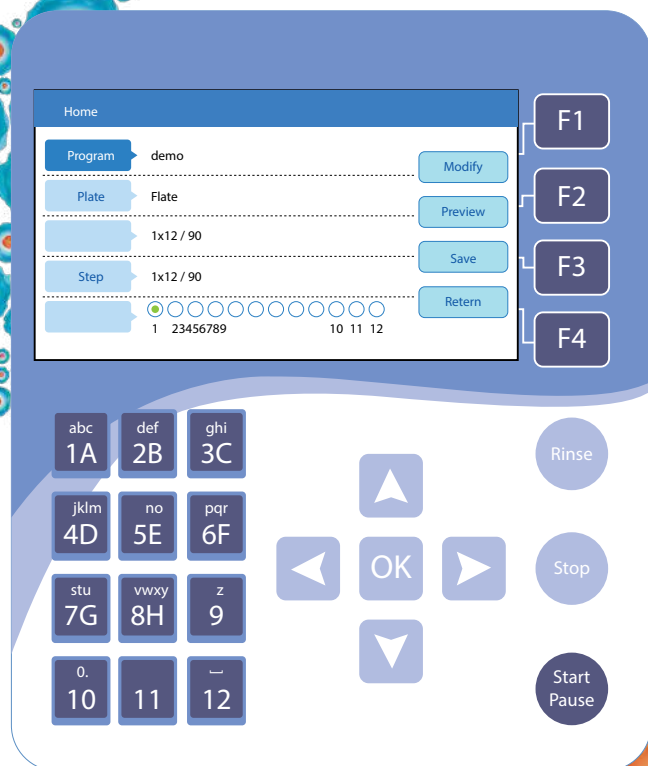 Home
F1
Program demo
Modify
Plate Flate
Preview
F2
1x12 / 90
Save
F3
Step 1x12 / 90
Retern
1 23456789 10 11 12
F4
abc def ghi
1A 2B 3C
Rinse
jklm no pqr
4D 5E 6F
OK
Stop
stu vwxy z
7G 8H 9
0.
10 11 12
Start
Pause